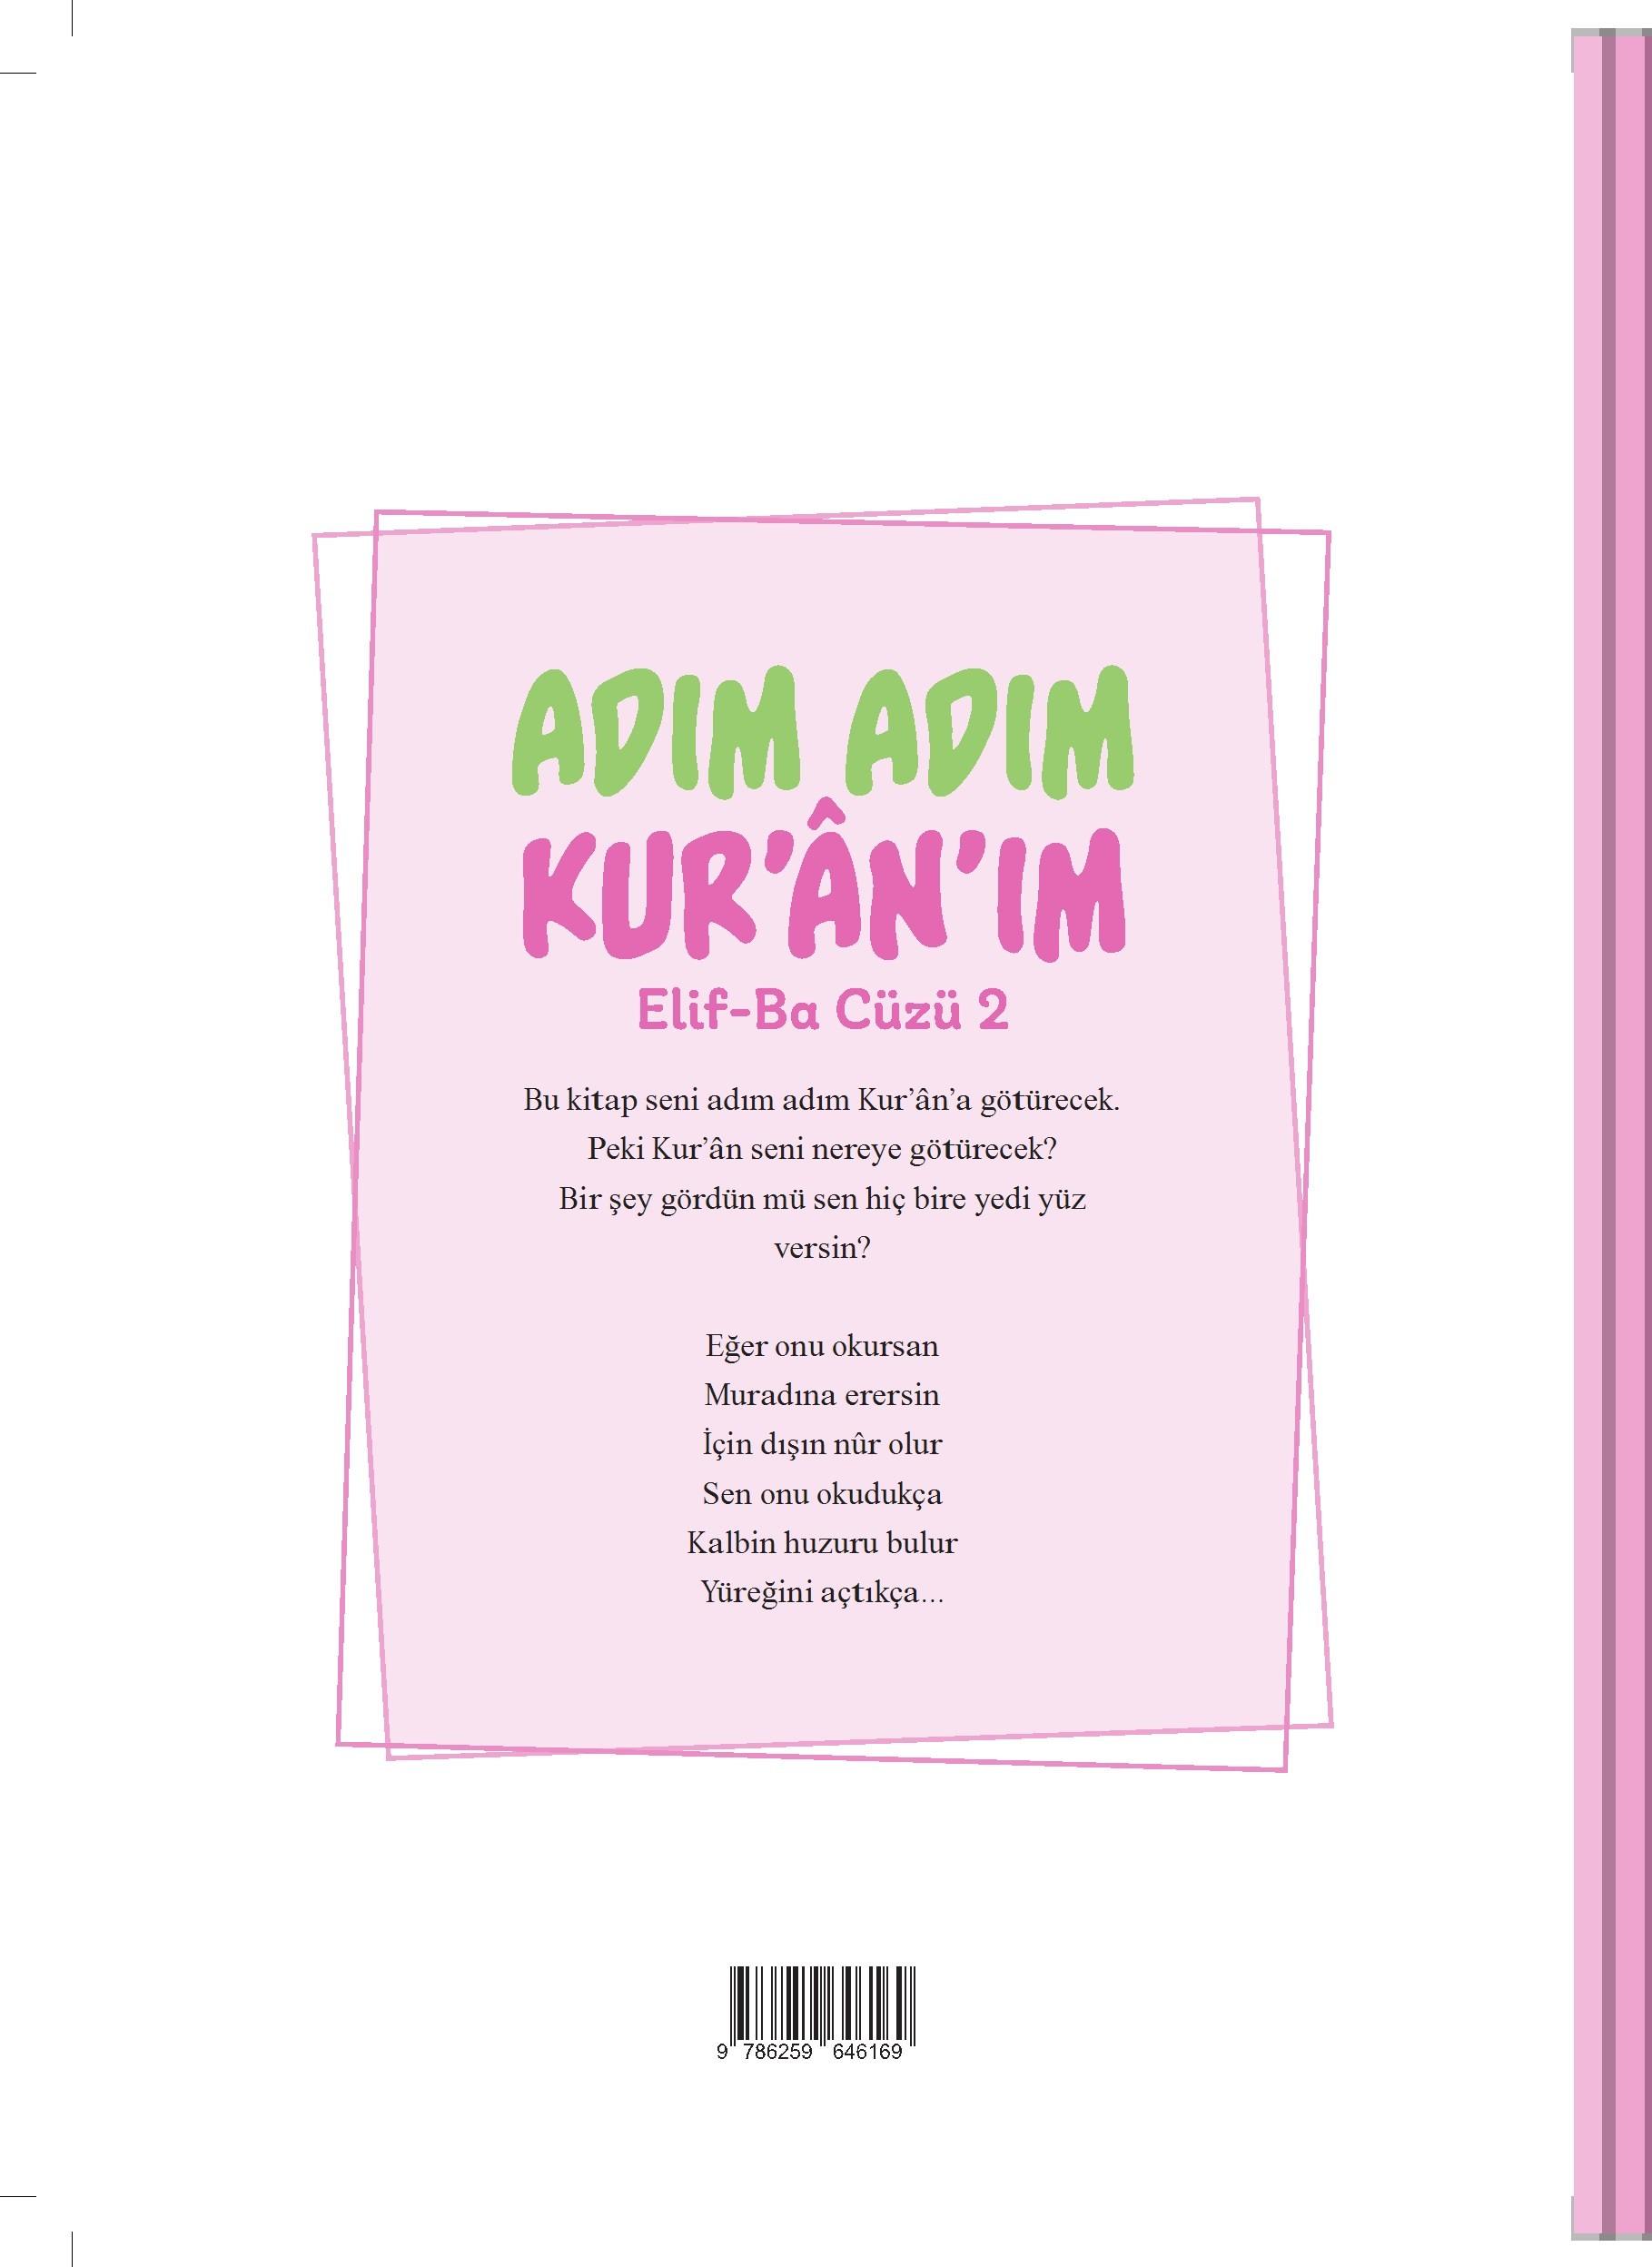 ADIM ADIM
KUR’ÂN’IM
Elif-Ba Cüzü 2
Bu kitap seni adım adım Kur’ân’a götürecek.
Peki Kur’ân seni nereye götürecek?
Bir şey gördün mü sen hiç bire yedi yüz
versin?
Eğer onu okursan
Muradına erersin
İçin dışın nûr olur
Sen onu okudukça
Kalbin huzuru bulur
Yüreğini açtıkça...
9 786259 646169